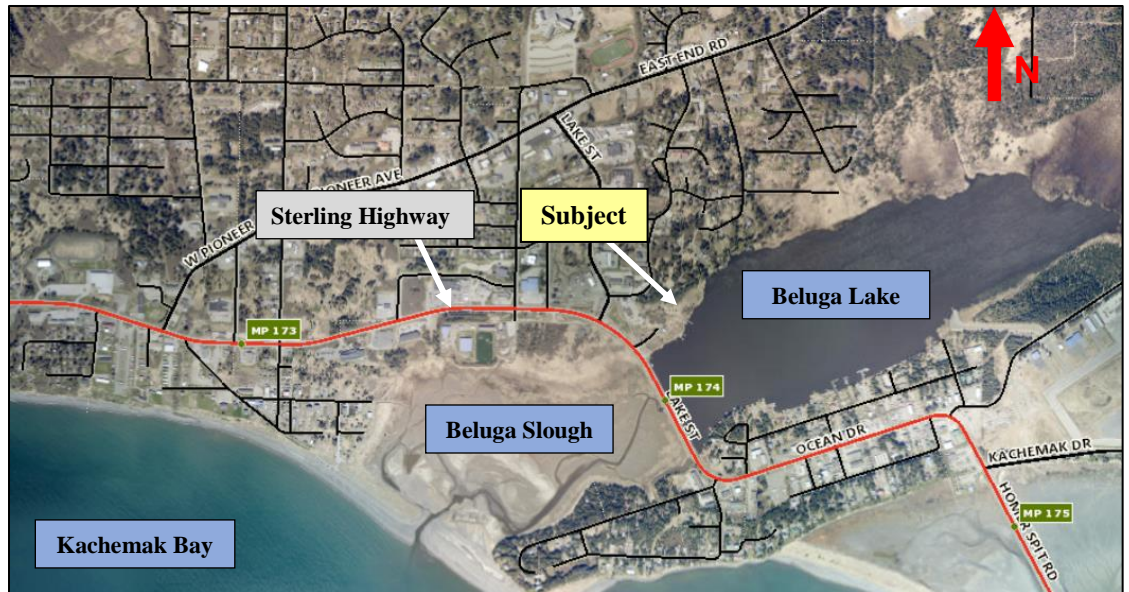 N
EAST END RD
LAKE ST
PIONEER AVE
Sterling Highway
Subject
W PIONEER
Beluga Lake
MP 173
MP 174
LAKE ST
Beluga Slough
OCEAN DR
KACHEMAK DR
HOMER SPIT RD
MP 175
Kachemak Bay